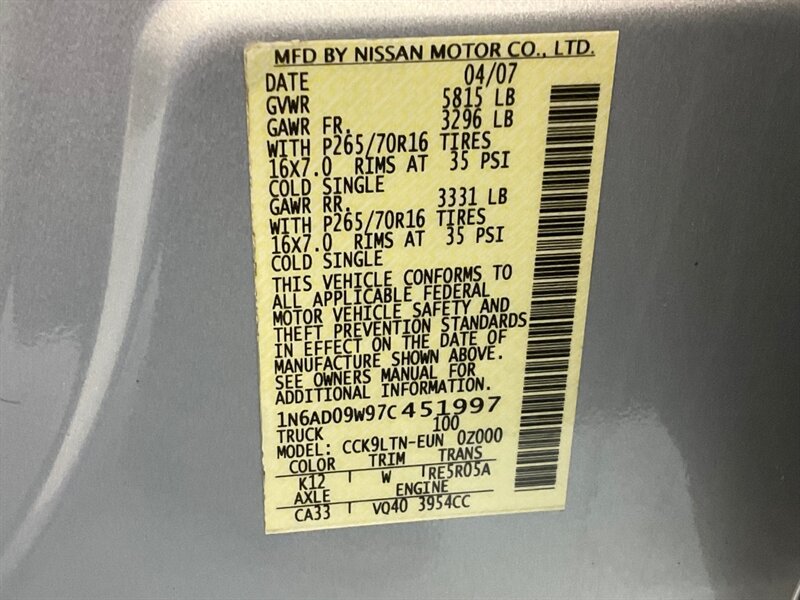 MFD BY NISSAN MOTOR CO., LTD.
DATE 04/07
GVWR 5815 LB
GAWR FR. 3296 LB
WITH P265/70R16 TIRES
16X7.0 RIMS AT 35 PSI
COLD SINGLE
GAWR RR. 3331 LB
WITH P265/70R16 TIRES
16X7.0 RIMS AT 35 PSI
COLD SINGLE
THIS VEHICLE CONFORMS TO
ALL APPLICABLE FEDERAL
MOTOR VEHICLE SAFETY AND
THEFT PREVENTION STANDARDS
IN EFFECT ON THE DATE OF
MANUFACTURE SHOWN ABOVE.
SEE OWNERS MANUAL FOR
ADDITIONAL INFORMATION.
1N6AD09W97C451997
TRUCK 100
MODEL: CCK9LTN-EUN 0Z000
COLOR TRIM TRANS
K12 W RE5R05A
AXLE ENGINE
CA33 VQ40 3954CC